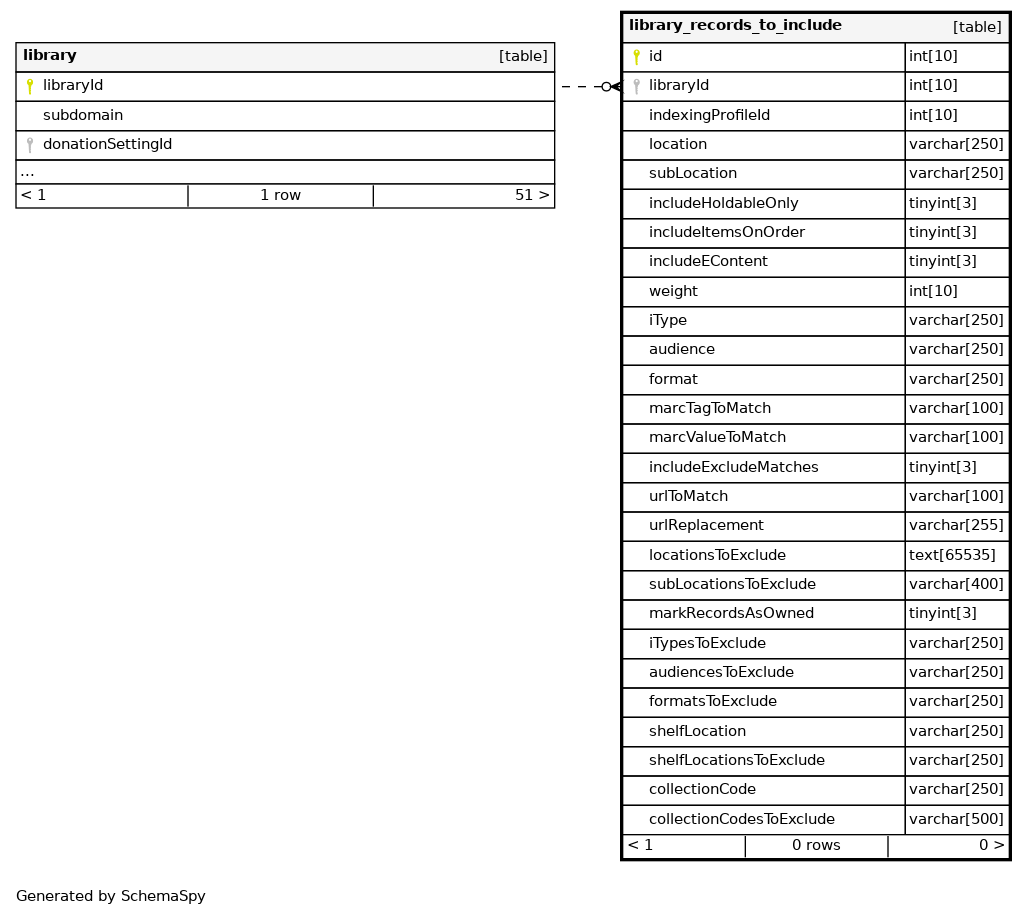 library [table]
libraryId
subdomain
donationSettingId
...
< 1 1 row 51 >
library_records_to_include [table]
id int[10]
libraryId int[10]
indexingProfileId int[10]
location varchar[250]
subLocation varchar[250]
includeHoldableOnly tinyint[3]
includeItemsOnOrder tinyint[3]
includeEContent tinyint[3]
weight int[10]
iType varchar[250]
audience varchar[250]
format varchar[250]
marcTagToMatch varchar[100]
marcValueToMatch varchar[100]
includeExcludeMatches tinyint[3]
urlToMatch varchar[100]
urlReplacement varchar[255]
locationsToExclude text[65535]
subLocationsToExclude varchar[400]
markRecordsAsOwned tinyint[3]
iTypesToExclude varchar[250]
audiencesToExclude varchar[250]
formatsToExclude varchar[250]
shelfLocation varchar[250]
shelfLocationsToExclude varchar[250]
collectionCode varchar[250]
collectionCodesToExclude varchar[500]
< 1 0 rows 0 >
Generated by SchemaSpy